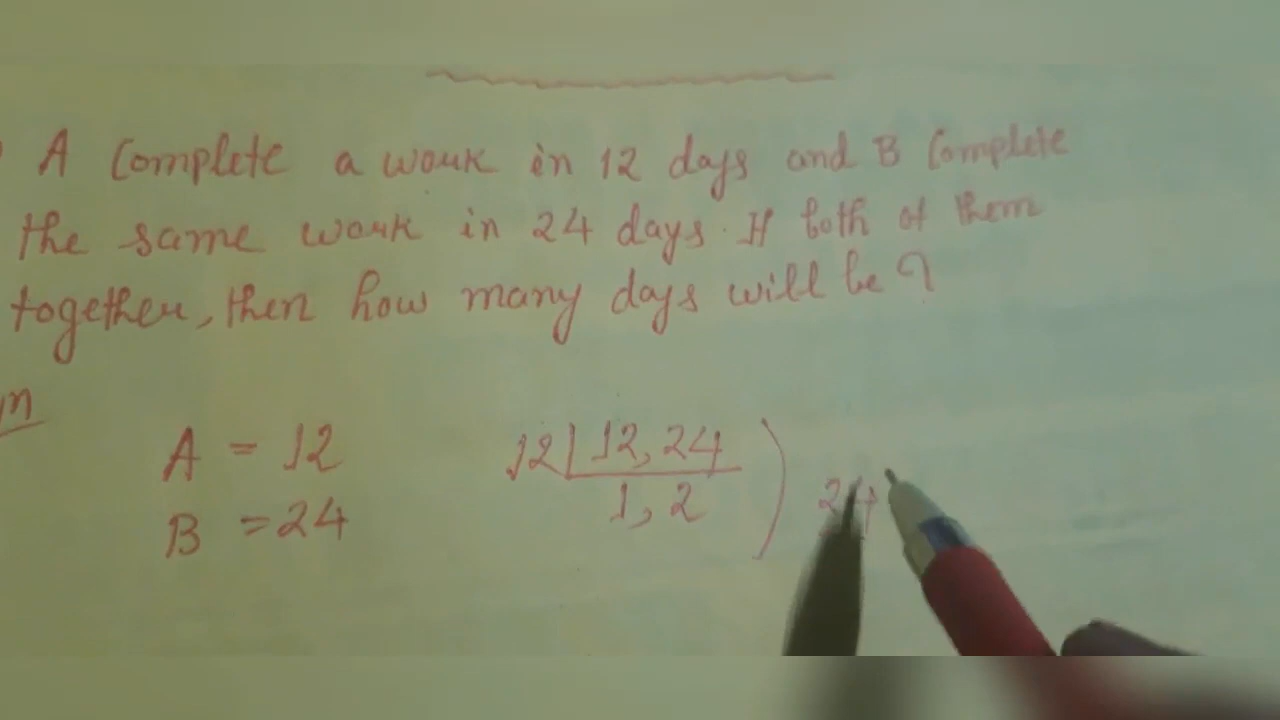 A Complete a work in 12 days and B Complete
the same work in 24 days. If both of them
together, then how many days will be?
A = 12
B = 24
12 | 12, 24
1, 2
24